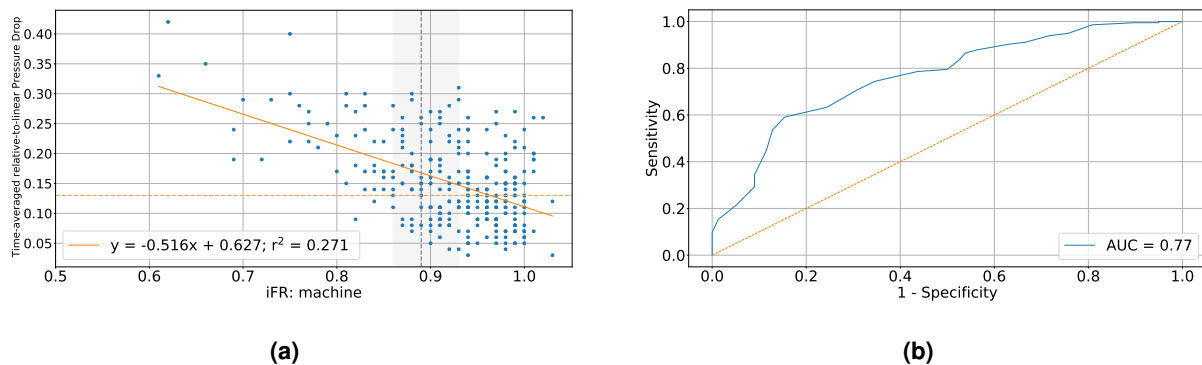 Time-averaged relative-to-linear Pressure Drop
0.40
0.35
0.30
0.25
0.20
0.15
0.10
0.05
y = -0.516x + 0.627; r² = 0.271
0.5 0.6 0.7 0.8 0.9 1.0
iFR: machine
(a)
Sensitivity
1.0
0.8
0.6
0.4
0.2
0.0
AUC = 0.77
0.0 0.2 0.4 0.6 0.8 1.0
1 - Specificity
(b)